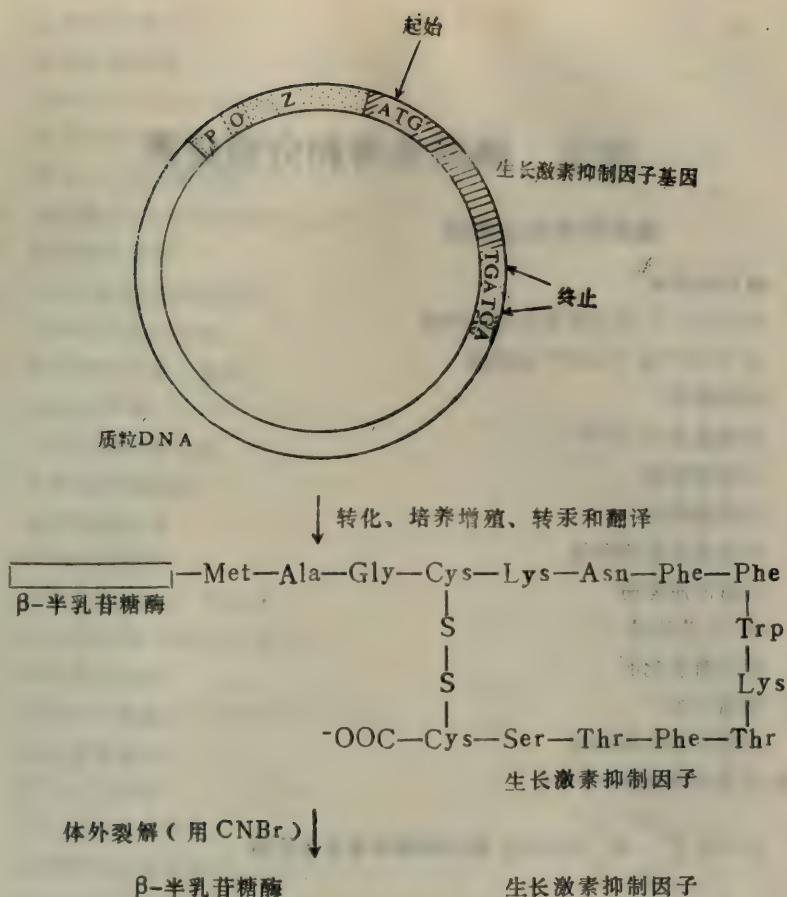 起始
P O Z ATG
生长激素抑制因子基因
TGATGA
终止
质粒DNA
转化、培养增殖、转录和翻译
—Met—Ala—Gly—Cys—Lys—Asn—Phe—Phe
β-半乳苷糖酶
S
Trp
S
Lys
-OOC—Cys—Ser—Thr—Phe—Thr
生长激素抑制因子
体外裂解(用CNBr)
β-半乳苷糖酶 生长激素抑制因子